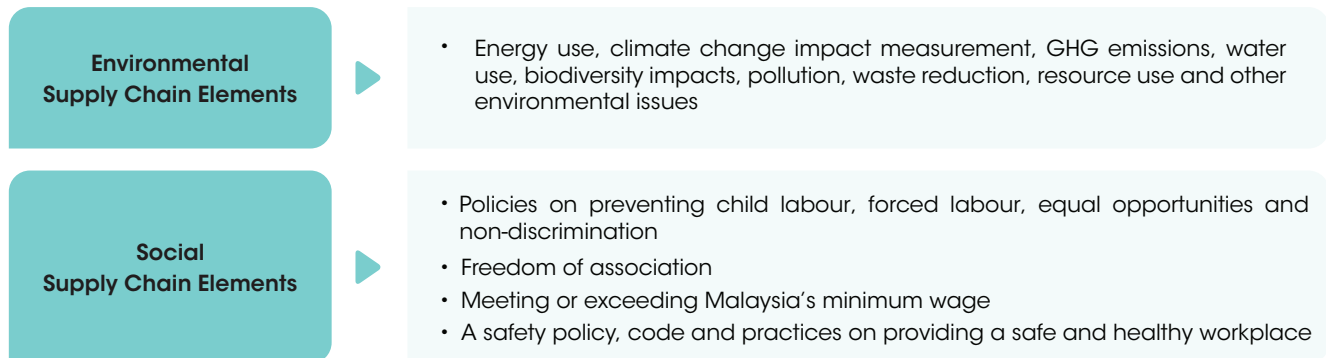 Environmental
Supply Chain Elements
• Energy use, climate change impact measurement, GHG emissions, water
use, biodiversity impacts, pollution, waste reduction, resource use and other
environmental issues
Social
Supply Chain Elements
• Policies on preventing child labour, forced labour, equal opportunities and
non-discrimination
• Freedom of association
• Meeting or exceeding Malaysia’s minimum wage
• A safety policy, code and practices on providing a safe and healthy workplace